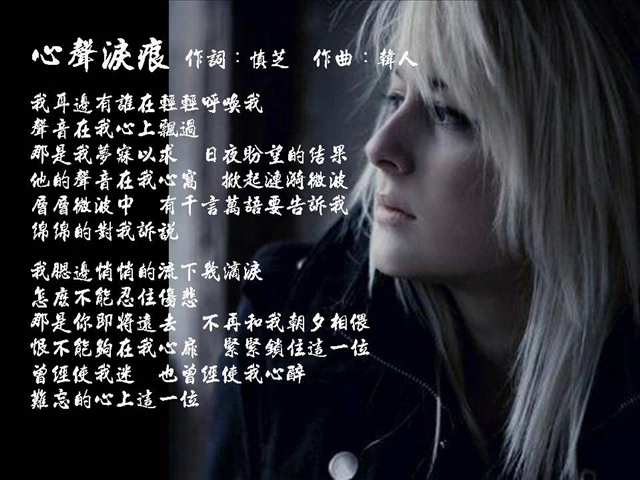 心聲淚痕 作詞：慎芝 作曲：韓人
我耳邊有誰在輕輕呼喚我
聲音在我心上飄過
那是我夢寐以求 日夜盼望的結果
他的聲音在我心窩 掀起漣漪微波
層層微波中 有千言萬語要告訴我
綿綿的對我訴說
我腮邊悄悄的流下幾滴淚
怎麼不能忍住傷悲
那是你即將遠去 不再和我朝夕相偎
恨不能夠在我心扉 緊緊鎖住這一位
曾經使我迷 也曾經使我心醉
難忘的心上這一位